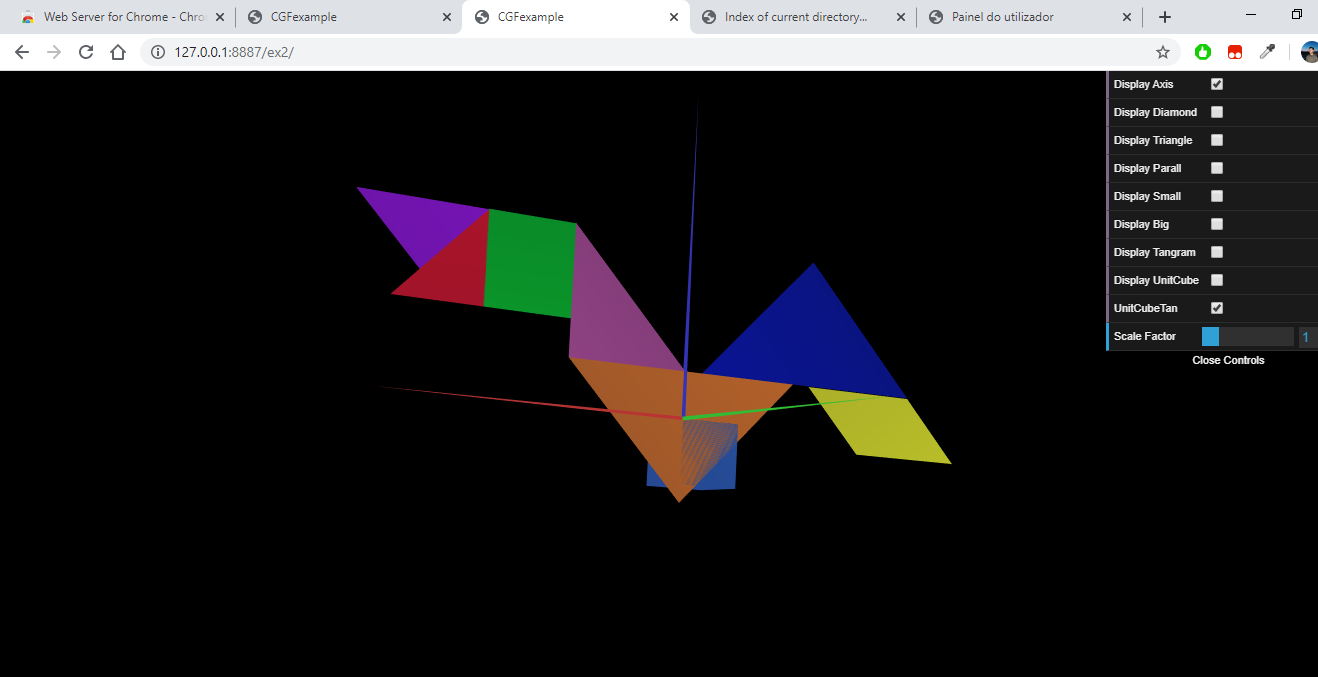 Web Server for Chrome - Chro
CGFexample
CGFexample
Index of current directory...
Painel do utilizador
127.0.0.1:8887/ex2/
Display Axis
Display Diamond
Display Triangle
Display Parall
Display Small
Display Big
Display Tangram
Display UnitCube
UnitCubeTan
Scale Factor 1
Close Controls